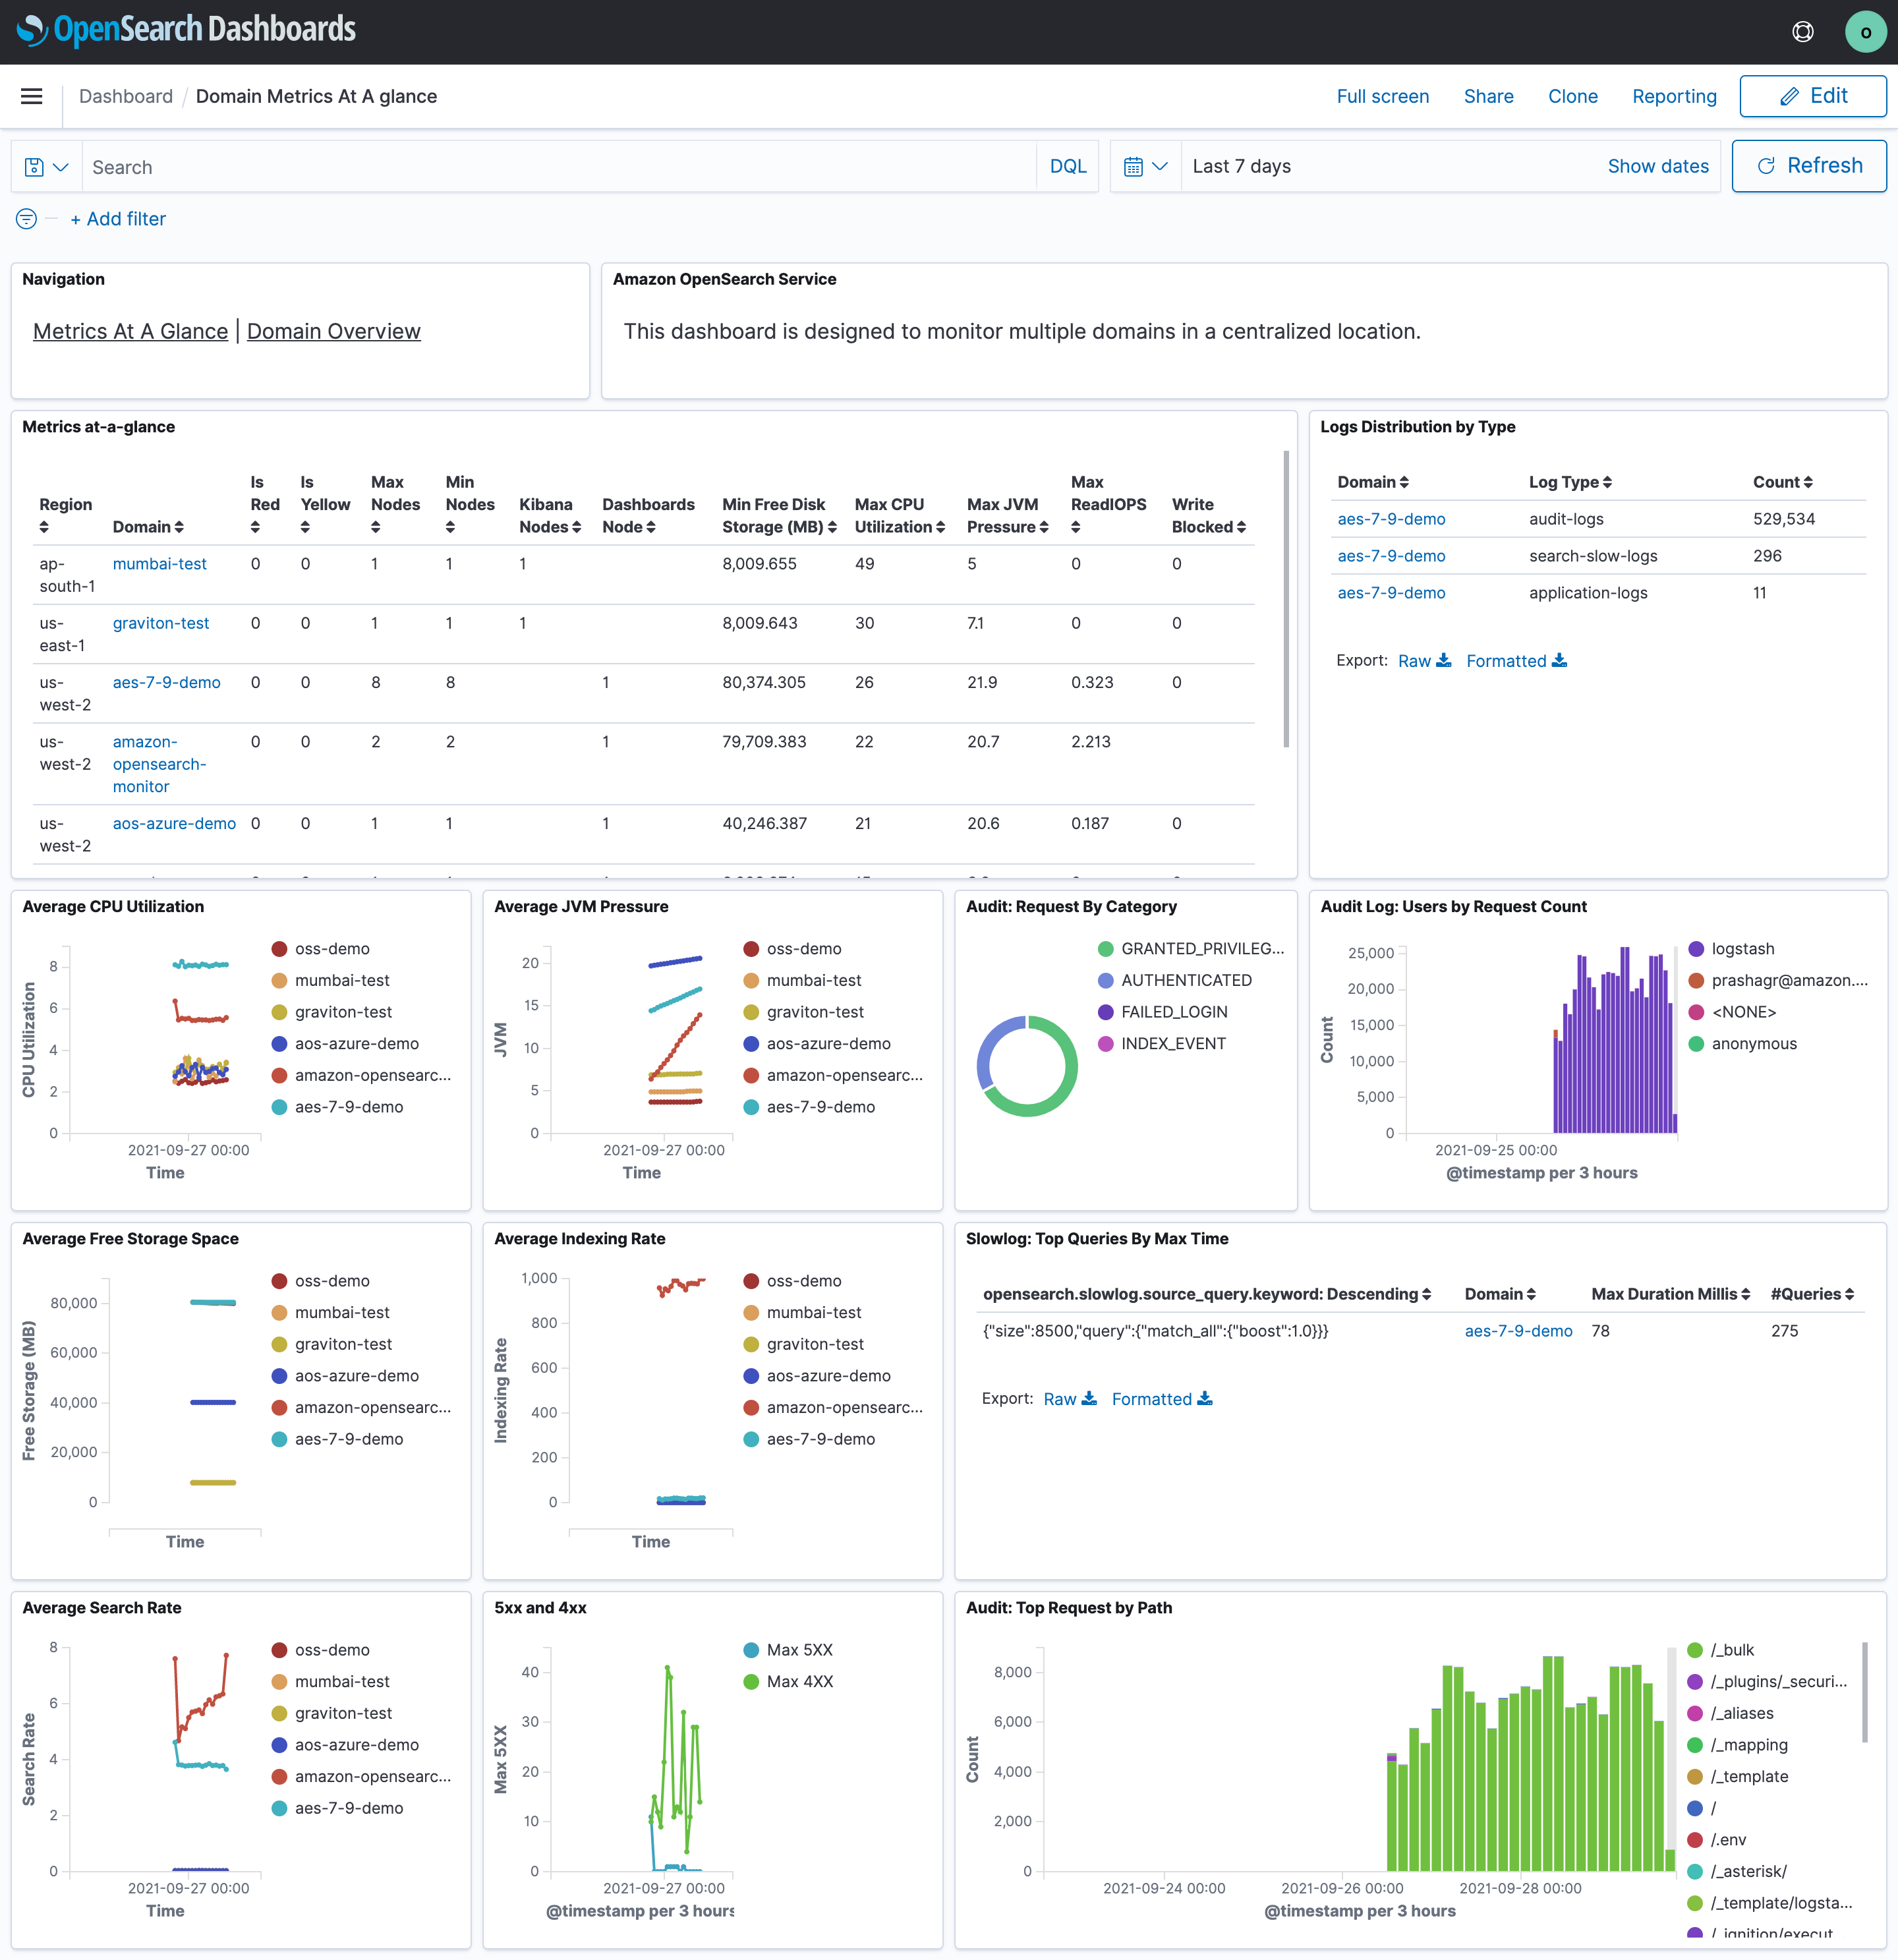 OpenSearch Dashboards
o
Dashboard / Domain Metrics At A glance
Full screen Share Clone Reporting Edit
Search DQL Last 7 days Show dates Refresh
+ Add filter
Navigation
Metrics At A Glance | Domain Overview
Amazon OpenSearch Service
This dashboard is designed to monitor multiple domains in a centralized location.
Metrics at-a-glance
Region Domain Is Red Is Yellow Max Nodes Min Nodes Kibana Nodes Dashboards Node Min Free Disk Storage (MB) Max CPU Utilization Max JVM Pressure Max ReadIOPS Write Blocked
ap-south-1 mumbai-test 0 0 1 1 1 8,009.655 49 5 0 0
us-east-1 graviton-test 0 0 1 1 1 8,009.643 30 7.1 0 0
us-west-2 aes-7-9-demo 0 0 8 8 1 80,374.305 26 21.9 0.323 0
us-west-2 amazon-opensearch-monitor 0 0 2 2 1 79,709.383 22 20.7 2.213
us-west-2 aos-azure-demo 0 0 1 1 1 40,246.387 21 20.6 0.187 0
Logs Distribution by Type
Domain Log Type Count
aes-7-9-demo audit-logs 529,534
aes-7-9-demo search-slow-logs 296
aes-7-9-demo application-logs 11
Export: Raw Formatted
Average CPU Utilization
CPU Utilization
8
6
4
2
0
2021-09-27 00:00
Time
oss-demo
mumbai-test
graviton-test
aos-azure-demo
amazon-opensearc...
aes-7-9-demo
Average JVM Pressure
JVM
20
15
10
5
0
2021-09-27 00:00
Time
oss-demo
mumbai-test
graviton-test
aos-azure-demo
amazon-opensearc...
aes-7-9-demo
Audit: Request By Category
GRANTED_PRIVILEG...
AUTHENTICATED
FAILED_LOGIN
INDEX_EVENT
Audit Log: Users by Request Count
Count
25,000
20,000
15,000
10,000
5,000
0
2021-09-25 00:00
@timestamp per 3 hours
logstash
prashagr@amazon....
<NONE>
anonymous
Average Free Storage Space
Free Storage (MB)
80,000
60,000
40,000
20,000
0
Time
oss-demo
mumbai-test
graviton-test
aos-azure-demo
amazon-opensearc...
aes-7-9-demo
Average Indexing Rate
Indexing Rate
1,000
800
600
400
200
0
Time
oss-demo
mumbai-test
graviton-test
aos-azure-demo
amazon-opensearc...
aes-7-9-demo
Slowlog: Top Queries By Max Time
opensearch.slowlog.source_query.keyword: Descending Domain Max Duration Millis #Queries
{"size":8500,"query":{"match_all":{"boost":1.0}}} aes-7-9-demo 78 275
Export: Raw Formatted
Average Search Rate
Search Rate
8
6
4
2
0
2021-09-27 00:00
Time
oss-demo
mumbai-test
graviton-test
aos-azure-demo
amazon-opensearc...
aes-7-9-demo
5xx and 4xx
Max 5XX
40
30
20
10
0
2021-09-27 00:00
@timestamp per 3 hours
Max 5XX
Max 4XX
Audit: Top Request by Path
Count
8,000
6,000
4,000
2,000
0
2021-09-24 00:00 2021-09-26 00:00 2021-09-28 00:00
@timestamp per 3 hours
/_bulk
/_plugins/_securi...
/_aliases
/_mapping
/_template
/
/.env
/_asterisk/
/_template/logsta...
/_ignition/execut